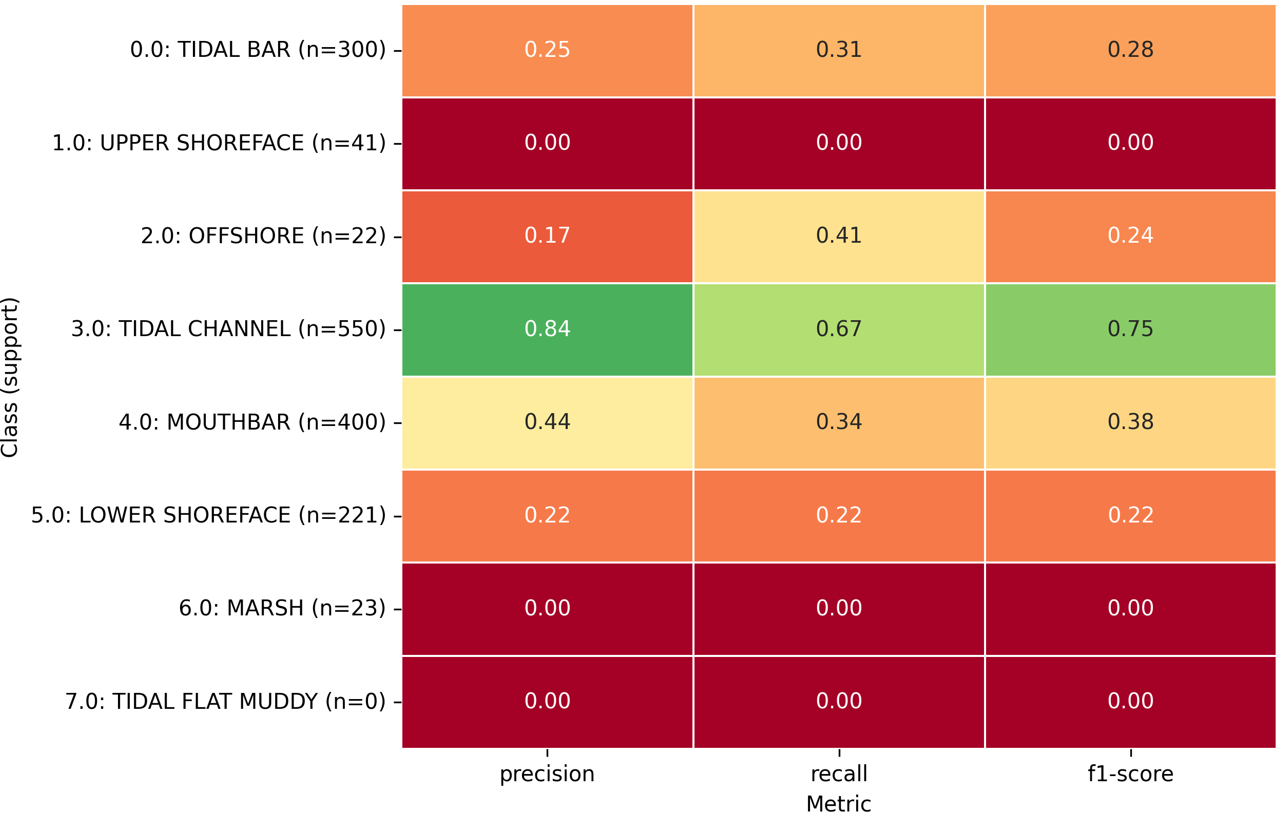 Class (support)
0.0: TIDAL BAR (n=300) 0.25 0.31 0.28
1.0: UPPER SHOREFACE (n=41) 0.00 0.00 0.00
2.0: OFFSHORE (n=22) 0.17 0.41 0.24
3.0: TIDAL CHANNEL (n=550) 0.84 0.67 0.75
4.0: MOUTHBAR (n=400) 0.44 0.34 0.38
5.0: LOWER SHOREFACE (n=221) 0.22 0.22 0.22
6.0: MARSH (n=23) 0.00 0.00 0.00
7.0: TIDAL FLAT MUDDY (n=0) 0.00 0.00 0.00
precision recall f1-score
Metric